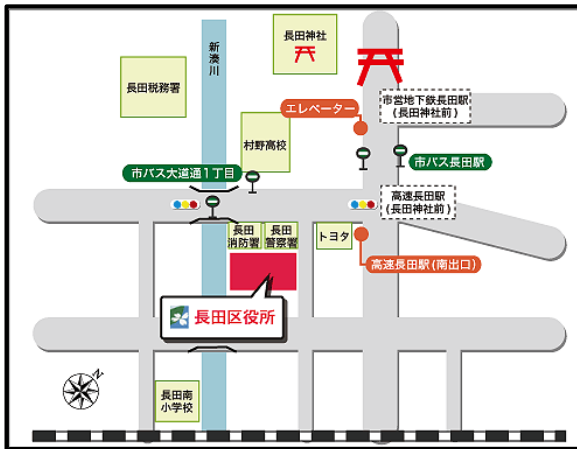 長田神社
新湊川
長田税務署
エレベーター
市営地下鉄長田駅
(長田神社前)
村野高校
市バス長田駅
市バス大道通1丁目
高速長田駅
(長田神社前)
長田
消防署
長田
警察署
トヨタ
高速長田駅(南出口)
長田区役所
N
長田南
小学校